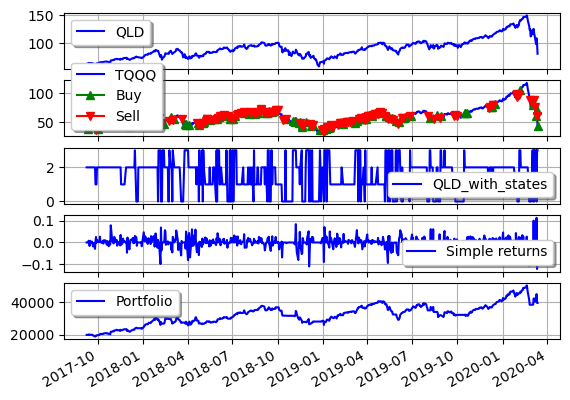 150
100
QLD
100
50
TQQQ
Buy
Sell
2
0
QLD_with_states
0.1
0.0
−0.1
Simple returns
40000
20000
Portfolio
2017-10 2018-01 2018-04 2018-07 2018-10 2019-01 2019-04 2019-07 2019-10 2020-01 2020-04